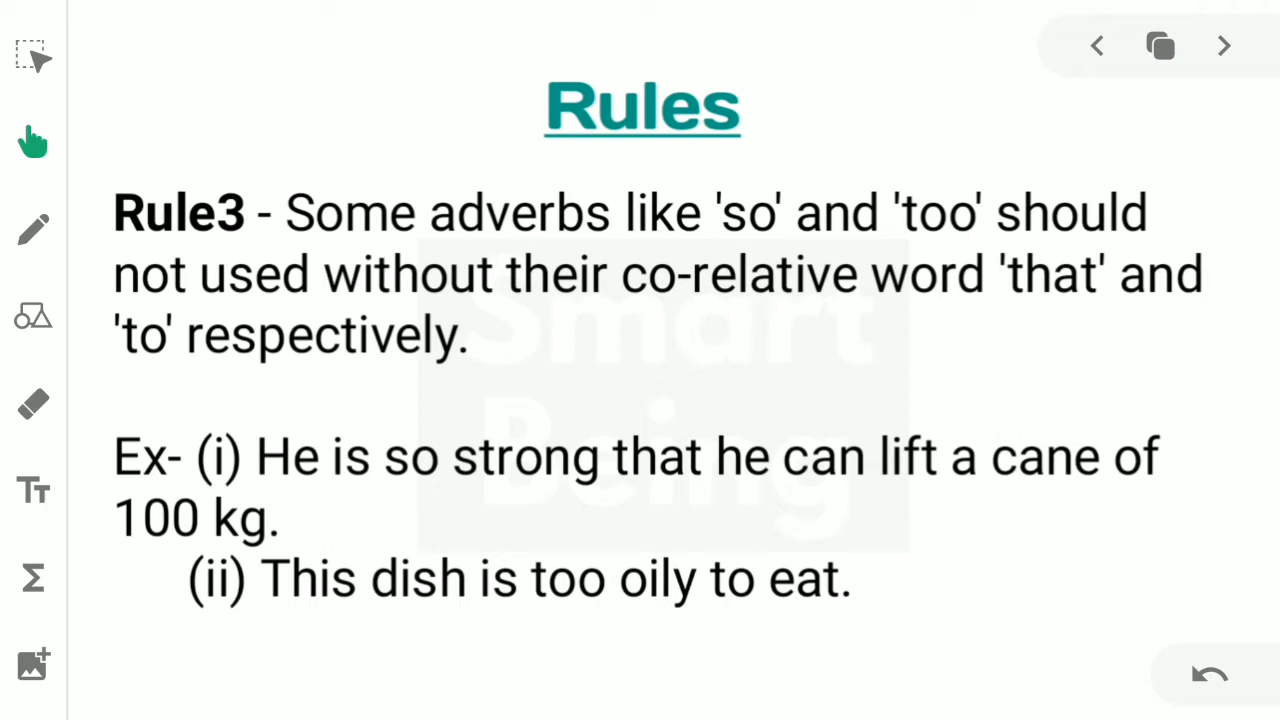 Rules
Rule3 - Some adverbs like 'so' and 'too' should
not used without their co-relative word 'that' and
'to' respectively.
Smart
Being
Ex- (i) He is so strong that he can lift a cane of
100 kg.
(ii) This dish is too oily to eat.